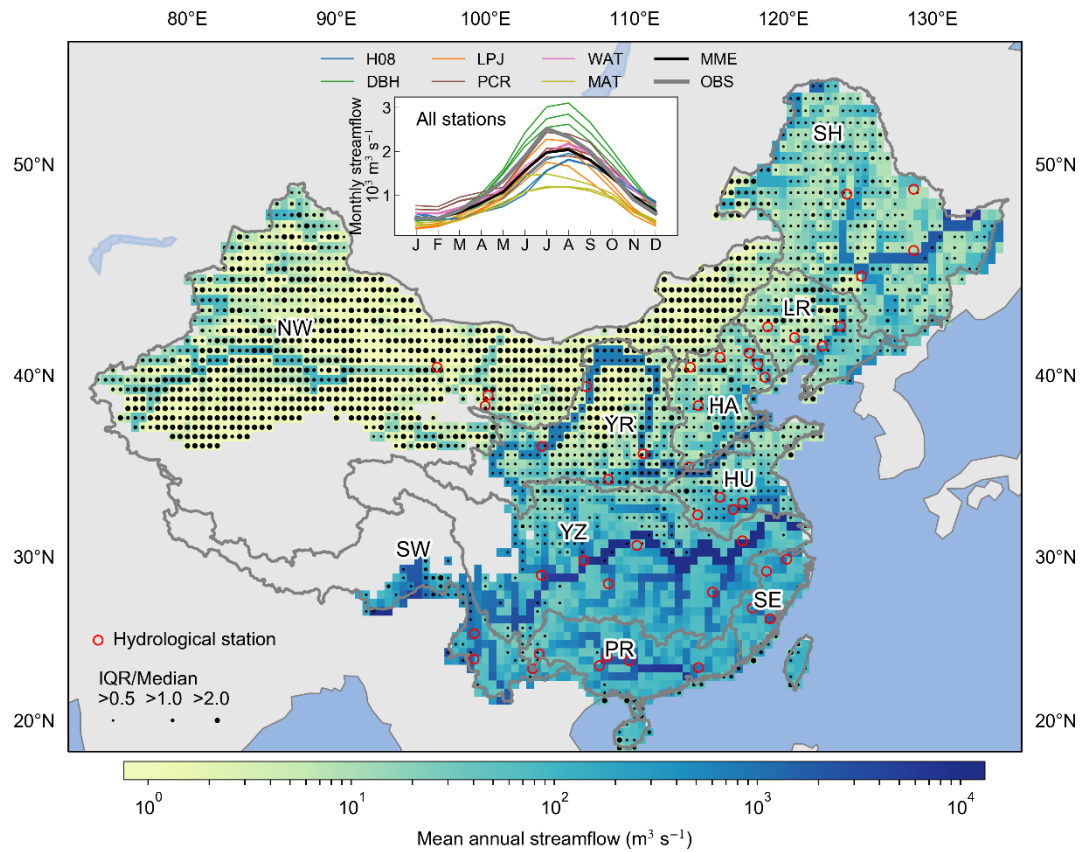 80°E 90°E 100°E 110°E 120°E 130°E
H08 LPJ WAT MME
DBH PCR MAT OBS
All stations
Monthly streamflow
10³ m³ s⁻¹
3
2
1
J F M A M J J A S O N D
50°N 50°N
40°N 40°N
30°N 30°N
20°N 20°N
SH
LR
NW
HA
YR
HU
YZ
SW
SE
PR
Hydrological station
IQR/Median
>0.5 >1.0 >2.0
10⁰ 10¹ 10² 10³ 10⁴
Mean annual streamflow (m³ s⁻¹)